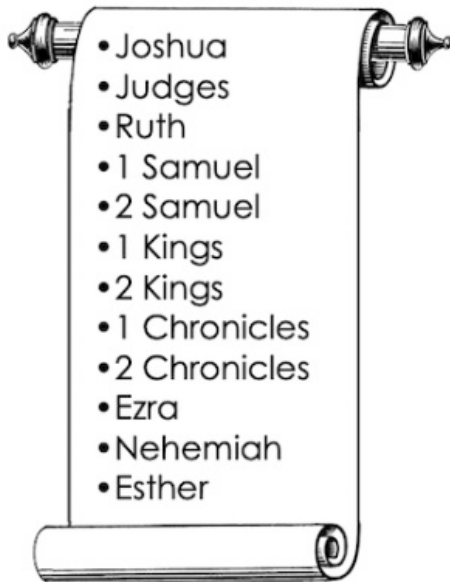 •Joshua
•Judges
•Ruth
•1 Samuel
•2 Samuel
•1 Kings
•2 Kings
•1 Chronicles
•2 Chronicles
•Ezra
•Nehemiah
•Esther